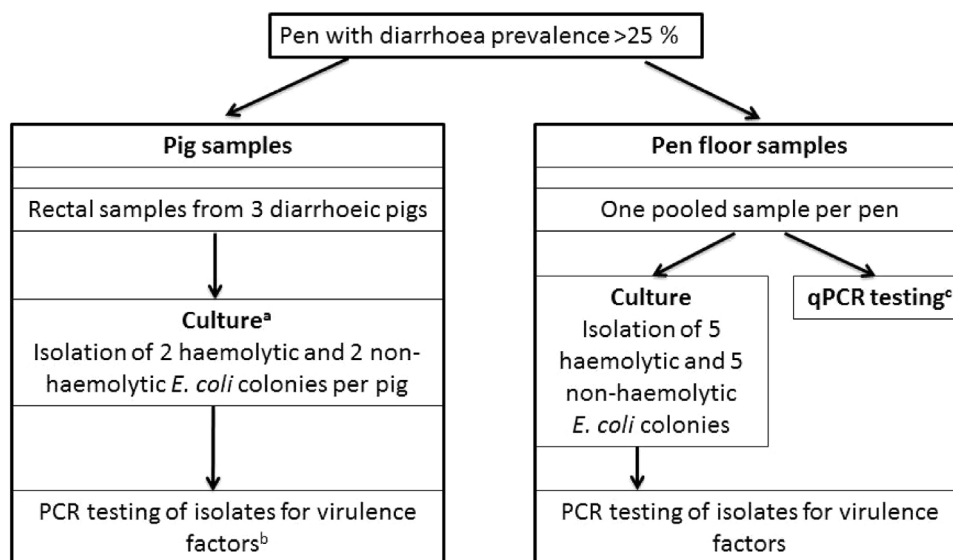 Pen with diarrhoea prevalence >25 %
Pig samples
Rectal samples from 3 diarrhoeic pigs
Cultureᵃ
Isolation of 2 haemolytic and 2 non-
haemolytic E. coli colonies per pig
PCR testing of isolates for virulence
factorsᵇ
Pen floor samples
One pooled sample per pen
Culture
Isolation of 5
haemolytic and 5
non-haemolytic
E. coli colonies
qPCR testingᶜ
PCR testing of isolates for virulence
factors